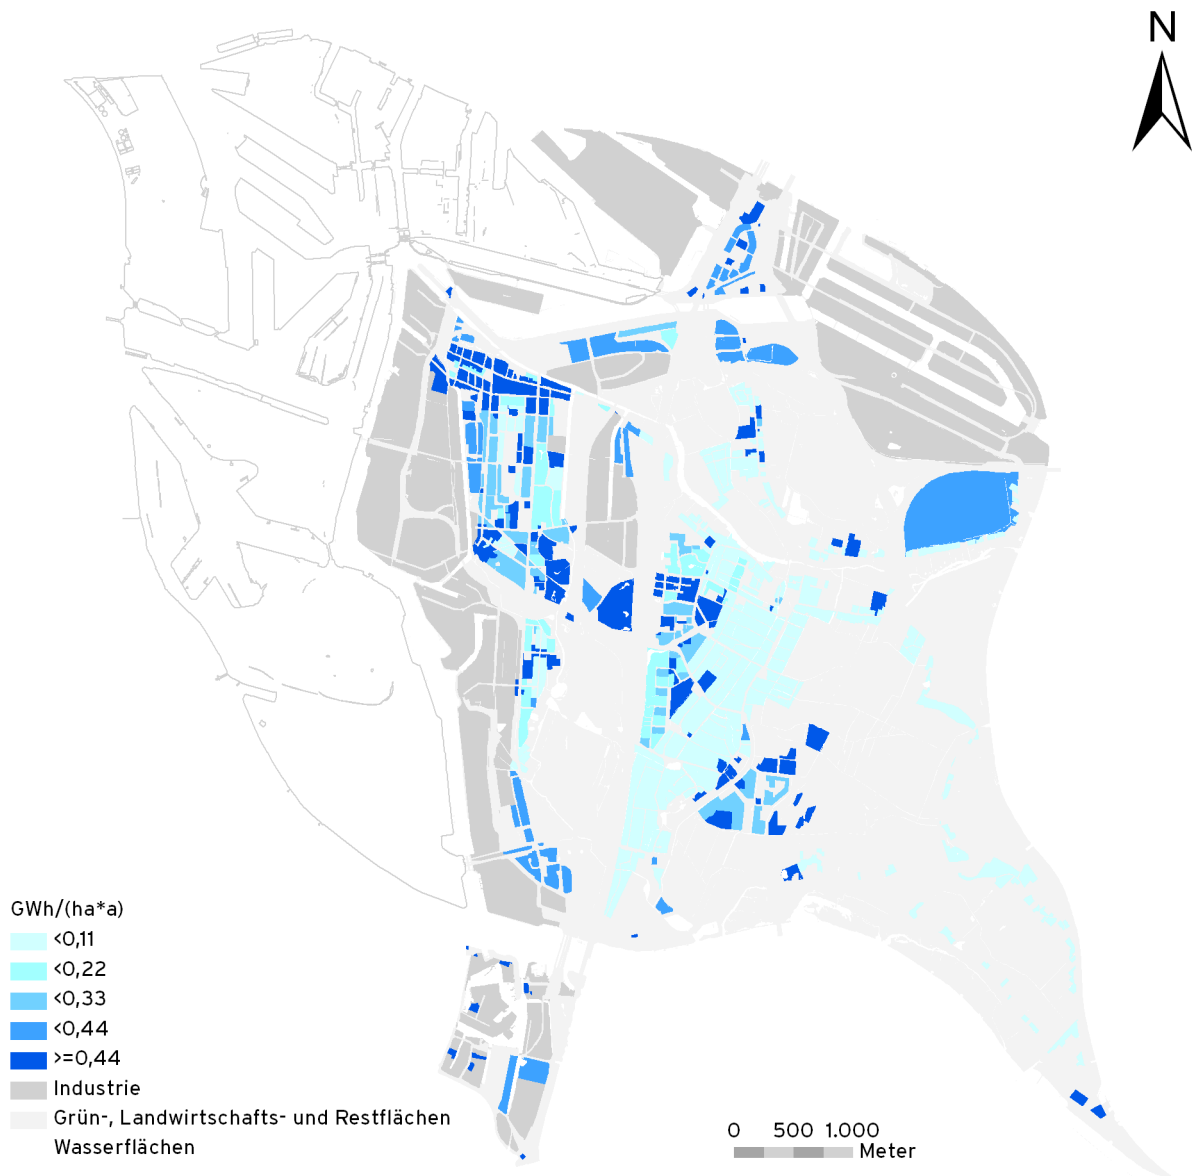 N
GWh/(ha*a)
<0,11
<0,22
<0,33
<0,44
>=0,44
Industrie
Grün-, Landwirtschafts- und Restflächen
Wasserflächen
0 500 1.000
Meter